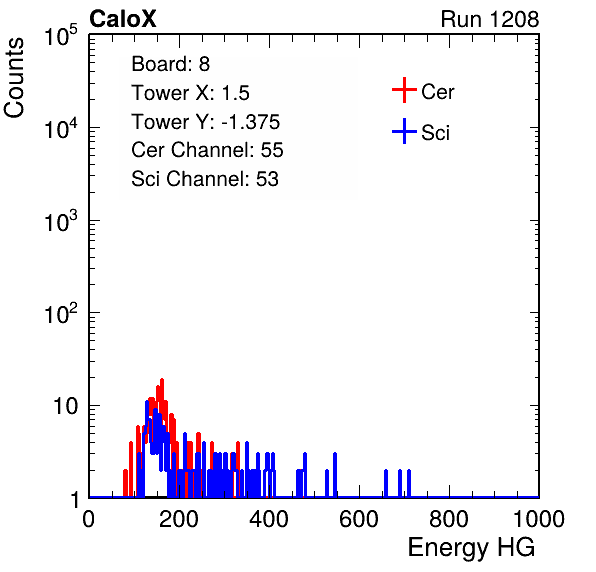 CaloX Run 1208
Counts
10^5
10^4
10^3
10^2
10
1
Board: 8
Tower X: 1.5
Tower Y: -1.375
Cer Channel: 55
Sci Channel: 53
Cer
Sci
0 200 400 600 800 1000
Energy HG